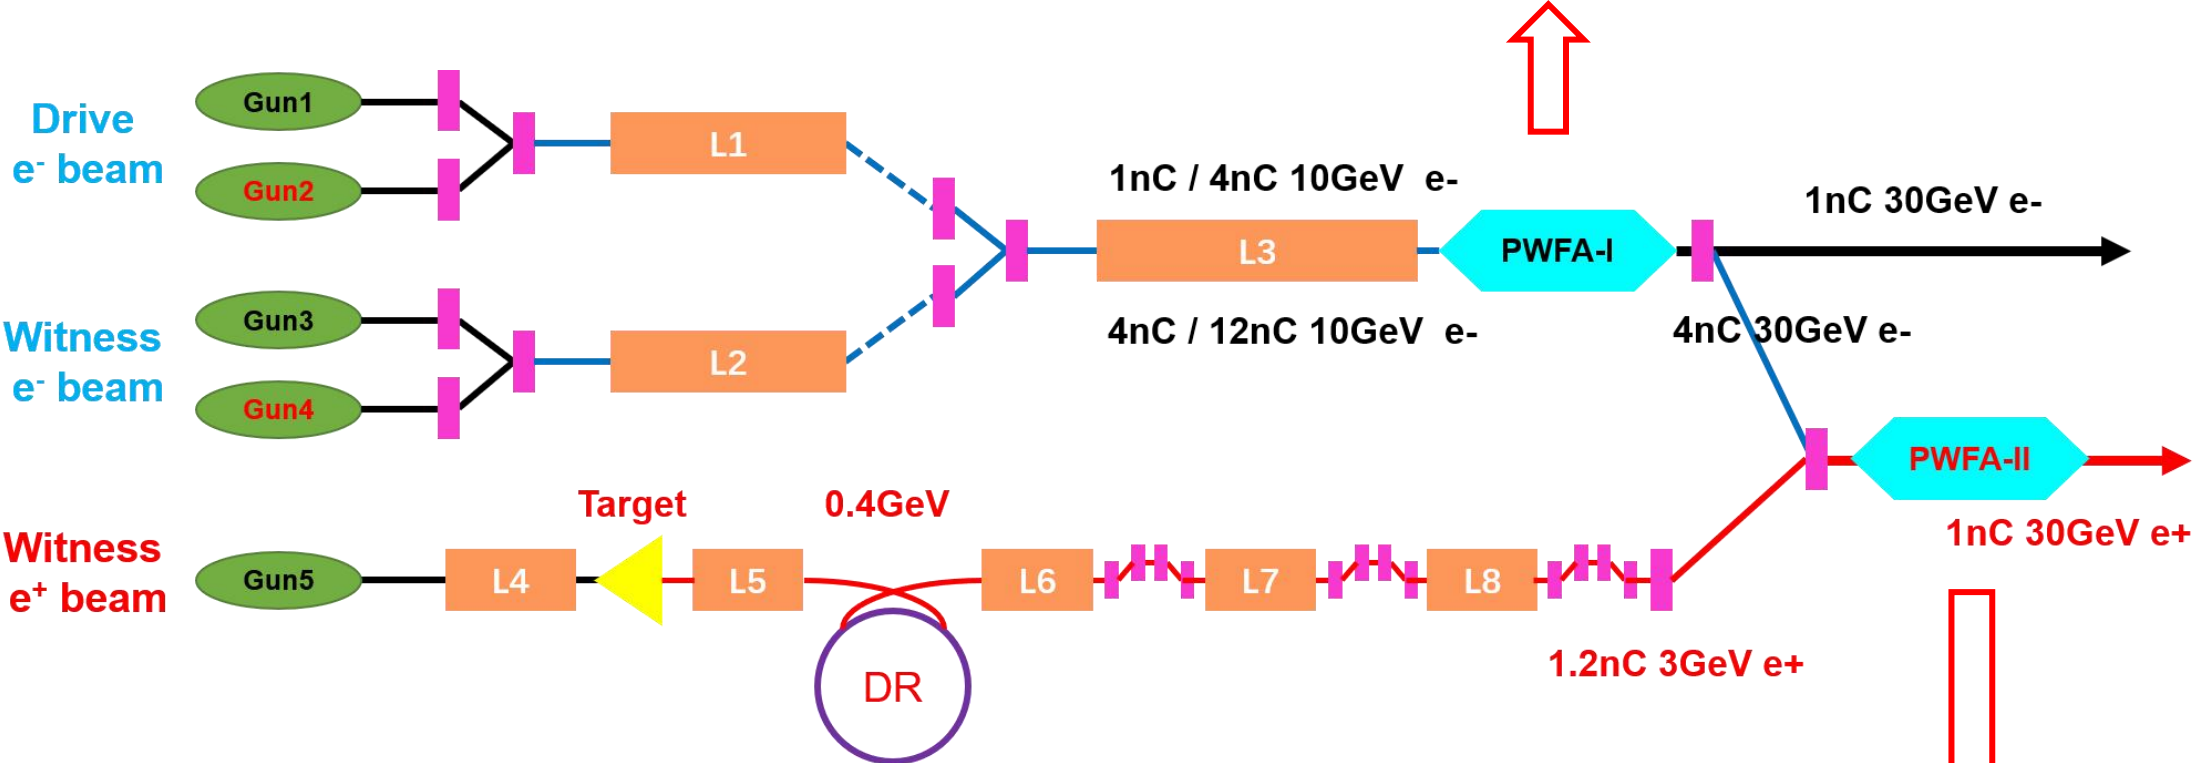 Drive
e- beam
Gun1
Gun2
L1
Witness
e- beam
Gun3
Gun4
L2
1nC / 4nC 10GeV e-
L3
4nC / 12nC 10GeV e-
PWFA-I
1nC 30GeV e-
4nC 30GeV e-
PWFA-II
1nC 30GeV e+
Witness
e+ beam
Gun5
L4
Target
L5
0.4GeV
DR
L6
L7
L8
1.2nC 3GeV e+